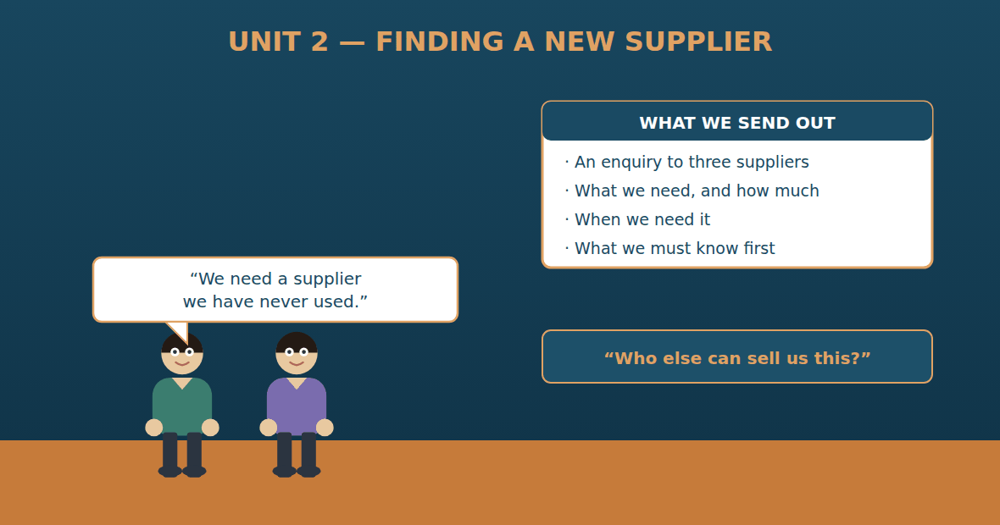 UNIT 2 — FINDING A NEW SUPPLIER
WHAT WE SEND OUT
· An enquiry to three suppliers
· What we need, and how much
· When we need it
· What we must know first
“We need a supplier
we have never used.”
“Who else can sell us this?”